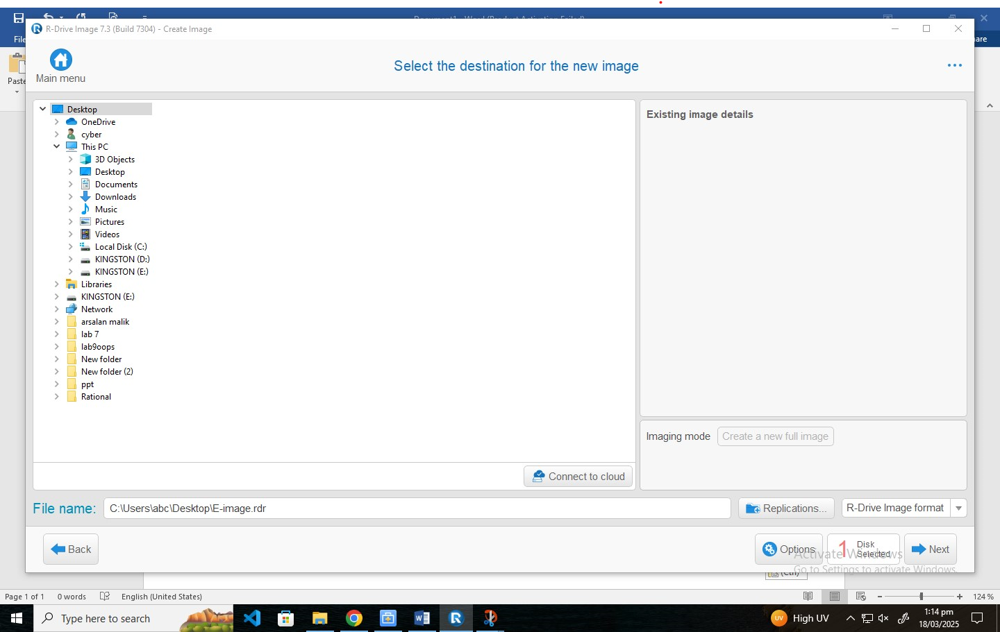 Document1 - Word (Product Activation Failed)
File
are
R-Drive Image 7.3 (Build 7304) - Create Image
Paste
Main menu
Select the destination for the new image
Desktop
OneDrive
cyber
This PC
3D Objects
Desktop
Documents
Downloads
Music
Pictures
Videos
Local Disk (C:)
KINGSTON (D:)
KINGSTON (E:)
Libraries
KINGSTON (E:)
Network
arsalan malik
lab 7
lab9oops
New folder
New folder (2)
ppt
Rational
Existing image details
Imaging mode
Create a new full image
Connect to cloud
File name:
C:\Users\abc\Desktop\E-image.rdr
Replications...
R-Drive Image format
Back
Options
1 Disk Selected
Next
Activate Windows
Go to Settings to activate Windows.
(Ctrl)
Page 1 of 1 0 words English (United States)
124 %
Type here to search
UV High UV
1:14 pm
18/03/2025